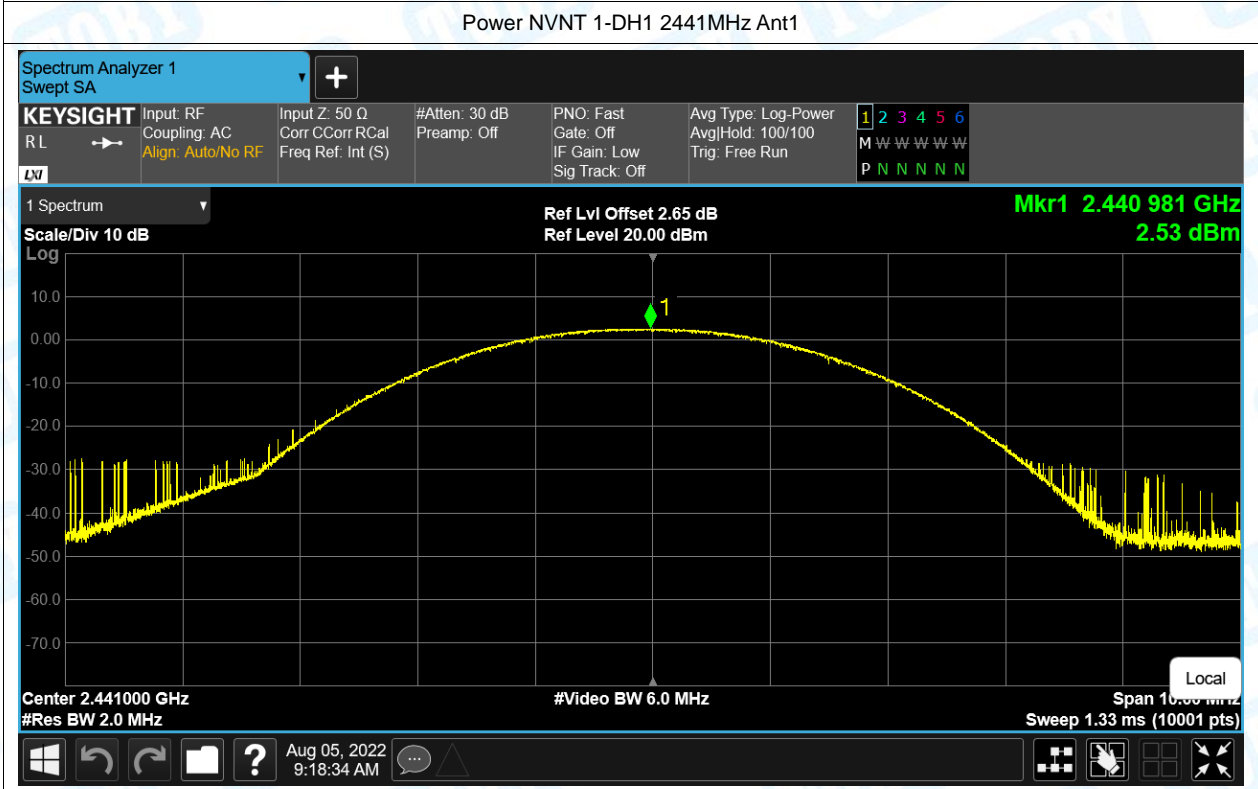 Power NVNT 1-DH1 2441MHz Ant1
Spectrum Analyzer 1
Swept SA
KEYSIGHT
R L
LXI
Input: RF
Coupling: AC
Align: Auto/No RF
Input Z: 50 Ω
Corr CCorr RCal
Freq Ref: Int (S)
#Atten: 30 dB
Preamp: Off
PNO: Fast
Gate: Off
IF Gain: Low
Sig Track: Off
Avg Type: Log-Power
Avg|Hold: 100/100
Trig: Free Run
1 2 3 4 5 6
M W W W W W
P N N N N N
1 Spectrum
Scale/Div 10 dB
Log
Ref Lvl Offset 2.65 dB
Ref Level 20.00 dBm
Mkr1 2.440 981 GHz
2.53 dBm
1
10.0
0.00
-10.0
-20.0
-30.0
-40.0
-50.0
-60.0
-70.0
Local
Center 2.441000 GHz
#Video BW 6.0 MHz
Span 10.00 MHz
#Res BW 2.0 MHz
Sweep 1.33 ms (10001 pts)
?
Aug 05, 2022
9:18:34 AM